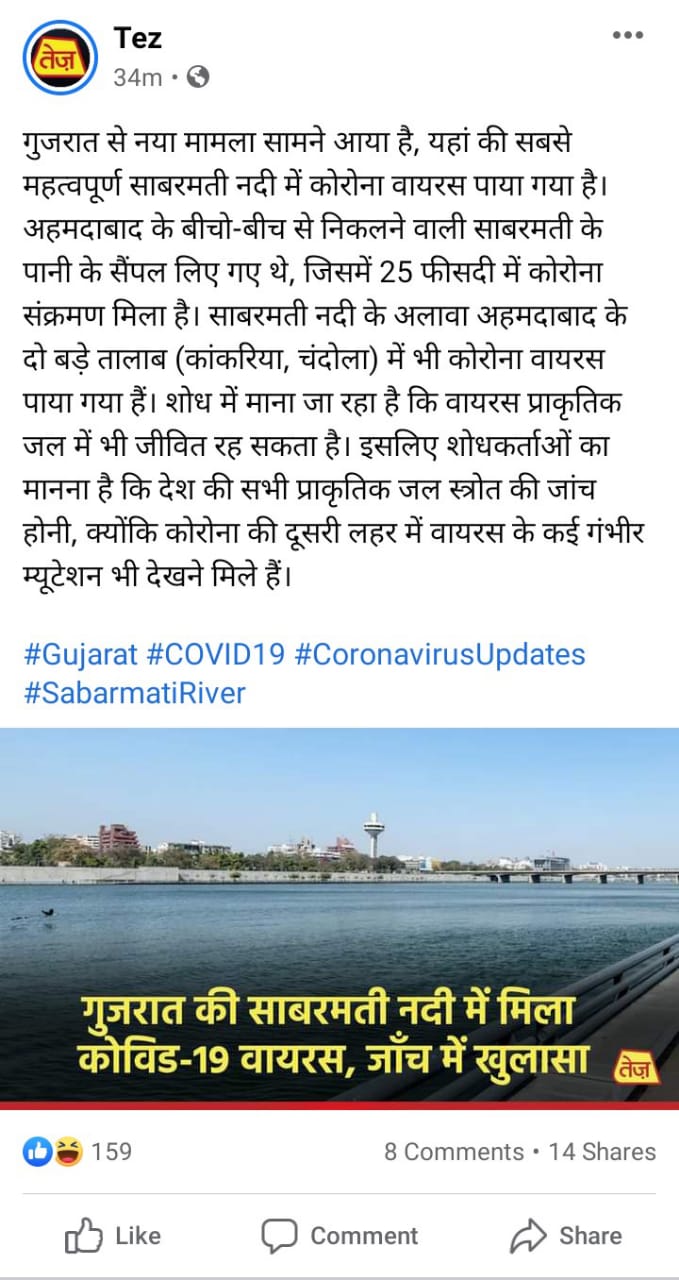 Tez
तेज़
34m •
गुजरात से नया मामला सामने आया है, यहां की सबसे
महत्वपूर्ण साबरमती नदी में कोरोना वायरस पाया गया है।
अहमदाबाद के बीचो-बीच से निकलने वाली साबरमती के
पानी के सैंपल लिए गए थे, जिसमें 25 फीसदी में कोरोना
संक्रमण मिला है। साबरमती नदी के अलावा अहमदाबाद के
दो बड़े तालाब (कांकरिया, चंदोला) में भी कोरोना वायरस
पाया गया हैं। शोध में माना जा रहा है कि वायरस प्राकृतिक
जल में भी जीवित रह सकता है। इसलिए शोधकर्ताओं का
मानना है कि देश की सभी प्राकृतिक जल स्त्रोत की जांच
होनी, क्योंकि कोरोना की दूसरी लहर में वायरस के कई गंभीर
म्यूटेशन भी देखने मिले हैं।
#Gujarat #COVID19 #CoronavirusUpdates
#SabarmatiRiver
गुजरात की साबरमती नदी में मिला
कोविड-19 वायरस, जाँच में खुलासा
तेज़
159 8 Comments • 14 Shares
Like Comment Share